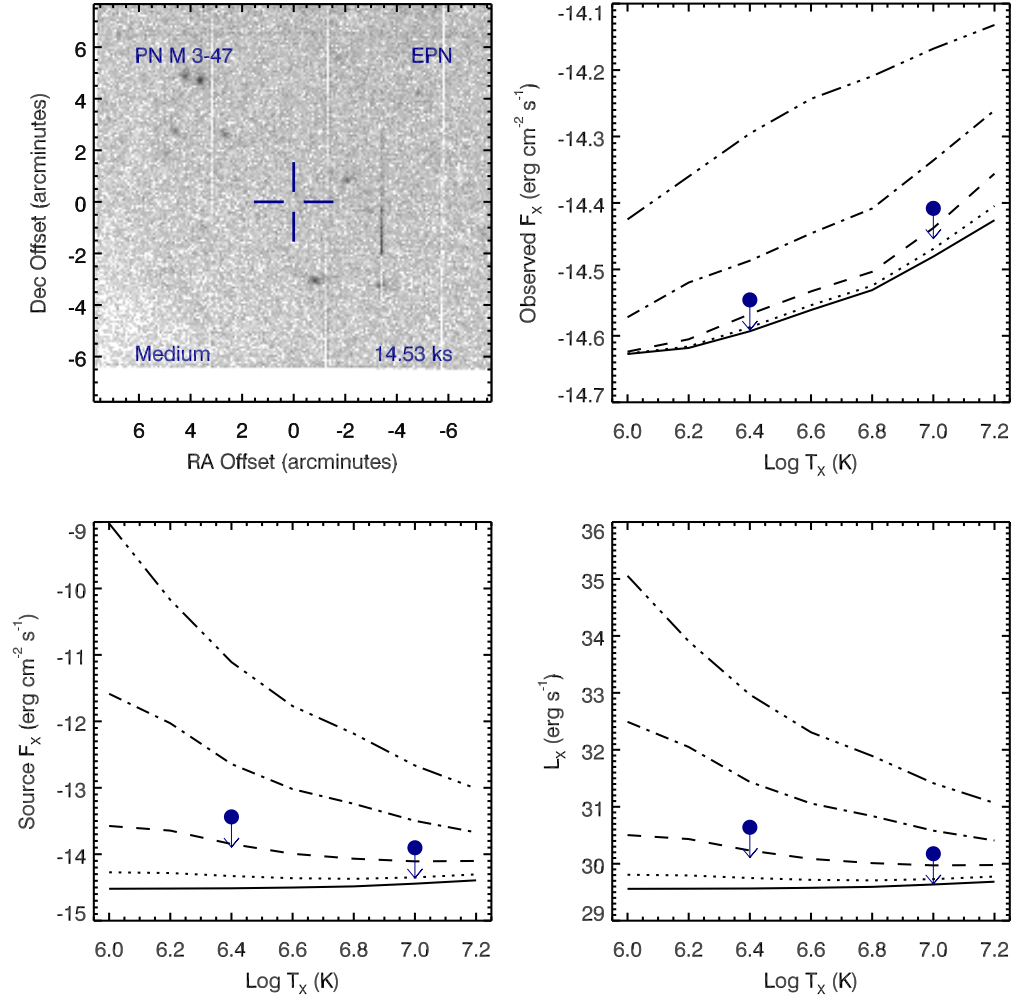 PN M 3-47 EPN
Medium 14.53 ks
6 4 2 0 -2 -4 -6
Dec Offset (arcminutes)
6 4 2 0 -2 -4 -6
RA Offset (arcminutes)
-14.1 -14.2 -14.3 -14.4 -14.5 -14.6 -14.7
Observed Fx (erg cm-2 s-1)
6.0 6.2 6.4 6.6 6.8 7.0 7.2
Log Tx (K)
-9 -10 -11 -12 -13 -14 -15
Source Fx (erg cm-2 s-1)
6.0 6.2 6.4 6.6 6.8 7.0 7.2
Log Tx (K)
36 35 34 33 32 31 30 29
Lx (erg s-1)
6.0 6.2 6.4 6.6 6.8 7.0 7.2
Log Tx (K)